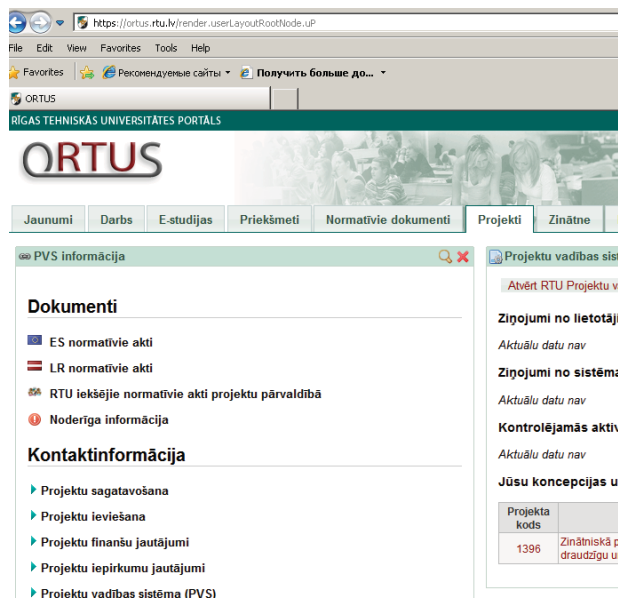 https://ortus.rtu.lv/render.userLayoutRootNode.uP
File Edit View Favorites Tools Help
Favorites Рекомендуемые сайты Получить больше до...
ORTUS
RĪGAS TEHNISKĀS UNIVERSITĀTES PORTĀLS
ORTUS
Jaunumi Darbs E-studijas Priekšmeti Normatīvie dokumenti Projekti Zinātne
PVS informācija
Dokumenti
ES normatīvie akti
LR normatīvie akti
RTU iekšējie normatīvie akti projektu pārvaldībā
Noderīga informācija
Kontaktinformācija
Projektu sagatavošana
Projektu ieviešana
Projektu finanšu jautājumi
Projektu iepirkumu jautājumi
Projektu vadības sistēma (PVS)
Projektu vadības sis
Atvērt RTU Projektu v
Ziņojumi no lietotāj
Aktuālu datu nav
Ziņojumi no sistēma
Aktuālu datu nav
Kontrolējamās aktiv
Aktuālu datu nav
Jūsu koncepcijas u
Projekta
kods
1396
Zinātniskā p
draudzīgu u